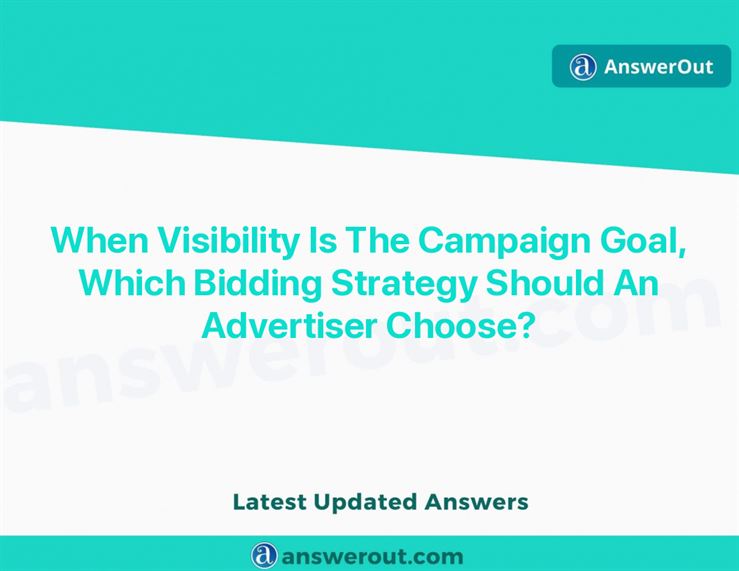 AnswerOut
When Visibility Is The Campaign Goal,
Which Bidding Strategy Should An
Advertiser Choose?
answerout.com
Latest Updated Answers
answerout.com